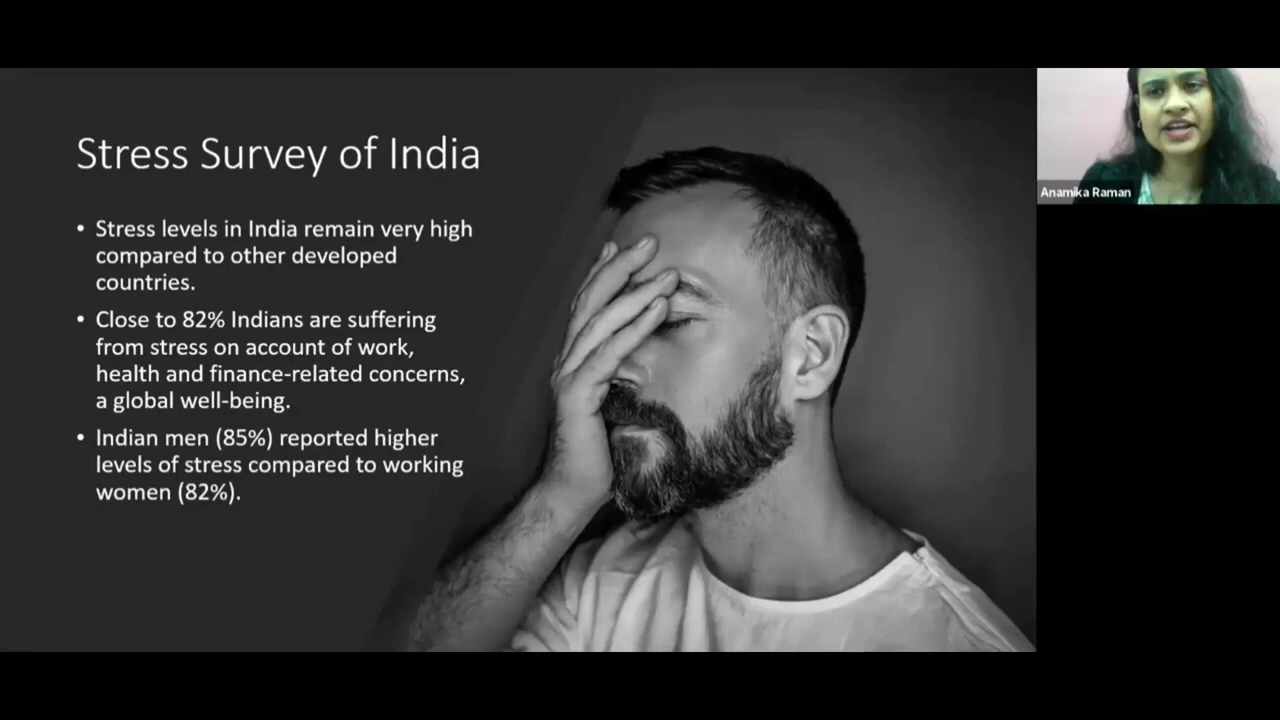 Stress Survey of India
• Stress levels in India remain very high
compared to other developed
countries.
• Close to 82% Indians are suffering
from stress on account of work,
health and finance-related concerns,
a global well-being.
• Indian men (85%) reported higher
levels of stress compared to working
women (82%).
Anamika Raman